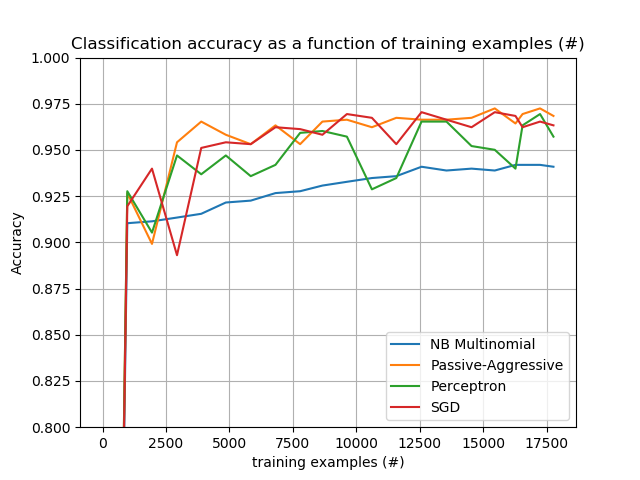 Classification accuracy as a function of training examples (#)
1.000
0.975
0.950
0.925
0.900
0.875
0.850
0.825
0.800
Accuracy
NB Multinomial
Passive-Aggressive
Perceptron
SGD
0 2500 5000 7500 10000 12500 15000 17500
training examples (#)